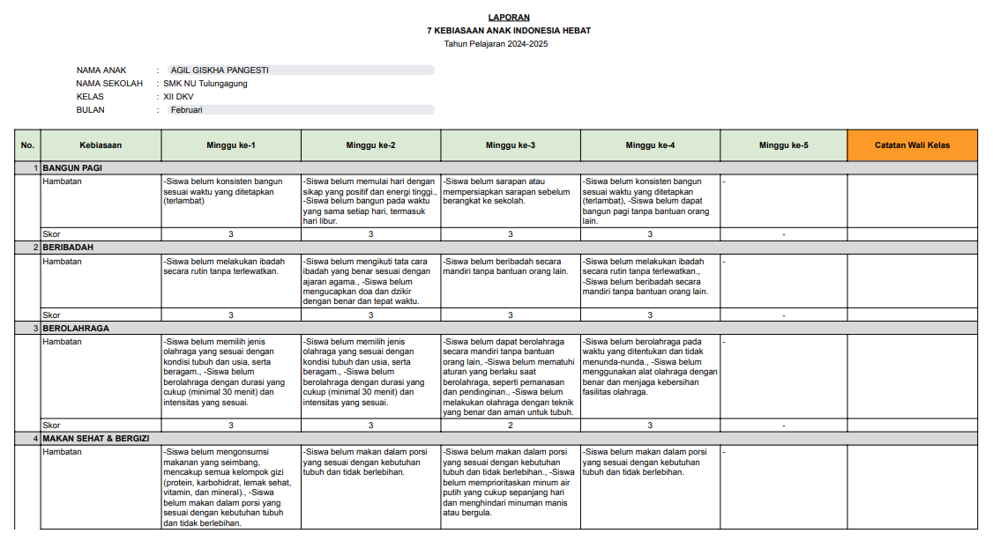 LAPORAN
7 KEBIASAAN ANAK INDONESIA HEBAT
Tahun Pelajaran 2024-2025
NAMA ANAK : AGIL GISKHA PANGESTI
NAMA SEKOLAH : SMK NU Tulungagung
KELAS : XII DKV
BULAN : Februari
No. Kebiasaan Minggu ke-1 Minggu ke-2 Minggu ke-3 Minggu ke-4 Minggu ke-5 Catatan Wali Kelas
1 BANGUN PAGI
Hambatan
-Siswa belum konsisten bangun
sesuai waktu yang ditetapkan
(terlambat)
-Siswa belum memulai hari dengan
sikap yang positif dan energi tinggi.,
-Siswa belum bangun pada waktu
yang sama setiap hari, termasuk
hari libur.
-Siswa belum sarapan atau
mempersiapkan sarapan sebelum
berangkat ke sekolah.
-Siswa belum konsisten bangun
sesuai waktu yang ditetapkan
(terlambat), -Siswa belum dapat
bangun pagi tanpa bantuan orang
lain.
-
Skor 3 3 3 3 -
2 BERIBADAH
Hambatan
-Siswa belum melakukan ibadah
secara rutin tanpa terlewatkan.
-Siswa belum mengikuti tata cara
ibadah yang benar sesuai dengan
ajaran agama., -Siswa belum
mengucapkan doa dan dzikir
dengan benar dan tepat waktu.
-Siswa belum beribadah secara
mandiri tanpa bantuan orang lain.
-Siswa belum melakukan ibadah
secara rutin tanpa terlewatkan.,
-Siswa belum beribadah secara
mandiri tanpa bantuan orang lain.
-
Skor 3 3 3 3 -
3 BEROLAHRAGA
Hambatan
-Siswa belum memilih jenis
olahraga yang sesuai dengan
kondisi tubuh dan usia, serta
beragam., -Siswa belum
berolahraga dengan durasi yang
cukup (minimal 30 menit) dan
intensitas yang sesuai.
-Siswa belum memilih jenis
olahraga yang sesuai dengan
kondisi tubuh dan usia, serta
beragam., -Siswa belum
berolahraga dengan durasi yang
cukup (minimal 30 menit) dan
intensitas yang sesuai.
-Siswa belum dapat berolahraga
secara mandiri tanpa bantuan
orang lain, -Siswa belum mematuhi
aturan yang berlaku saat
berolahraga, seperti pemanasan
dan pendinginan., -Siswa belum
melakukan olahraga dengan teknik
yang benar dan aman untuk tubuh.
-Siswa belum berolahraga pada
waktu yang ditentukan dan tidak
menunda-nunda., -Siswa belum
menggunakan alat olahraga dengan
benar dan menjaga kebersihan
fasilitas olahraga.
-
Skor 3 3 2 3 -
4 MAKAN SEHAT & BERGIZI
Hambatan
-Siswa belum mengonsumsi
makanan yang seimbang,
mencakup semua kelompok gizi
(protein, karbohidrat, lemak sehat,
vitamin, dan mineral)., -Siswa
belum makan dalam porsi yang
sesuai dengan kebutuhan tubuh
dan tidak berlebihan.
-Siswa belum makan dalam porsi
yang sesuai dengan kebutuhan
tubuh dan tidak berlebihan.
-Siswa belum makan dalam porsi
yang sesuai dengan kebutuhan
tubuh dan tidak berlebihan., -Siswa
belum memprioritaskan minum air
putih yang cukup sepanjang hari
dan menghindari minuman manis
atau bergula.
-Siswa belum makan dalam porsi
yang sesuai dengan kebutuhan
tubuh dan tidak berlebihan.
-